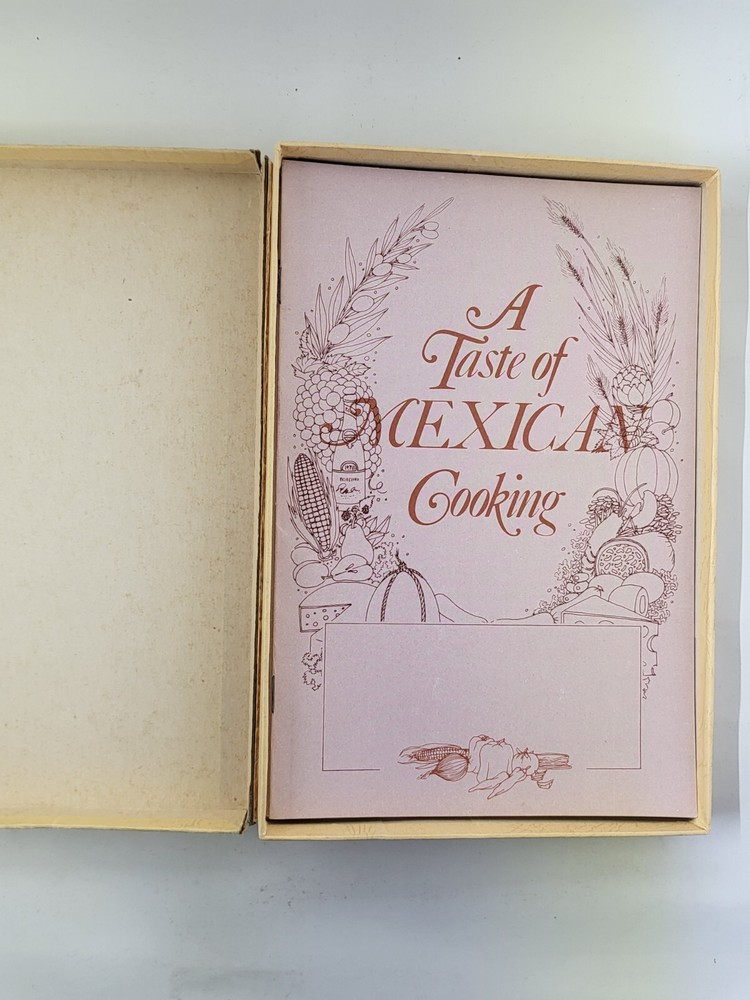 A
Taste of
MEXICAN
Cooking